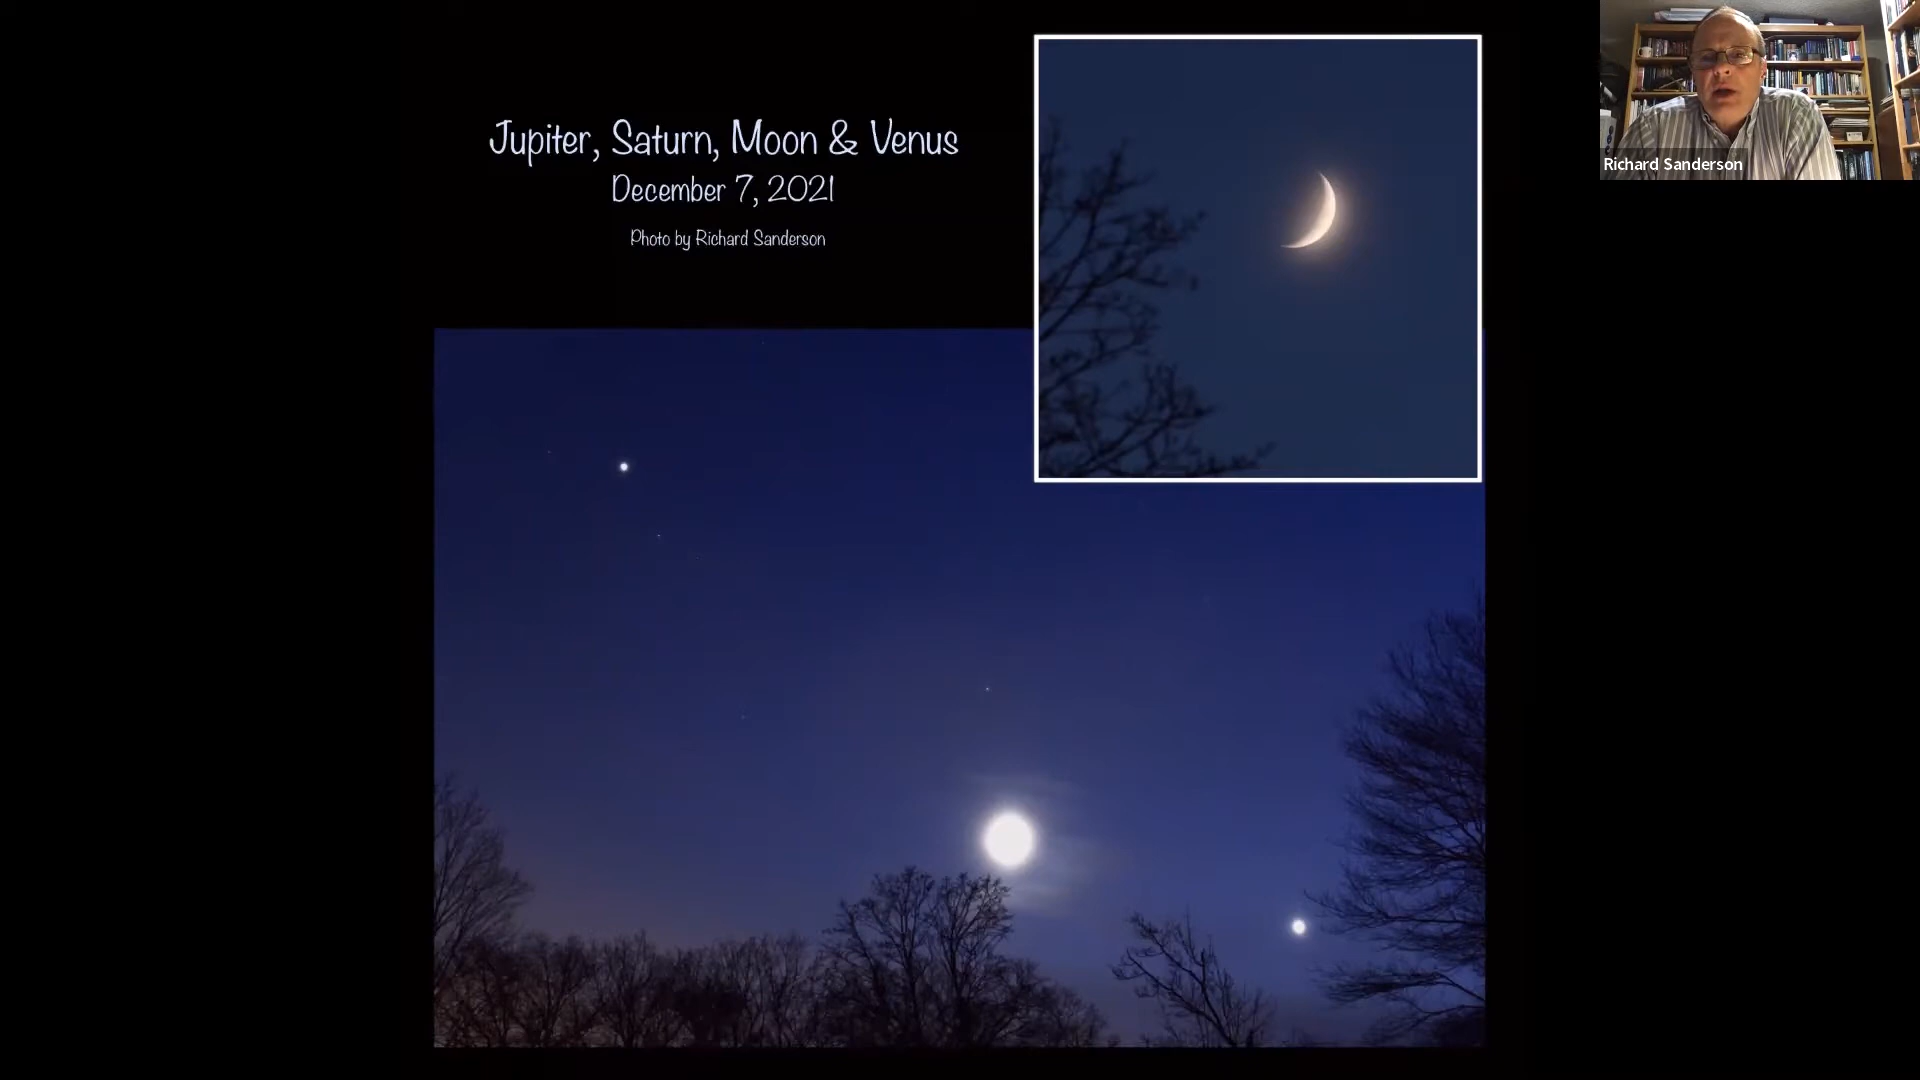 Jupiter, Saturn, Moon & Venus
December 7, 2021
Photo by Richard Sanderson
Richard Sanderson